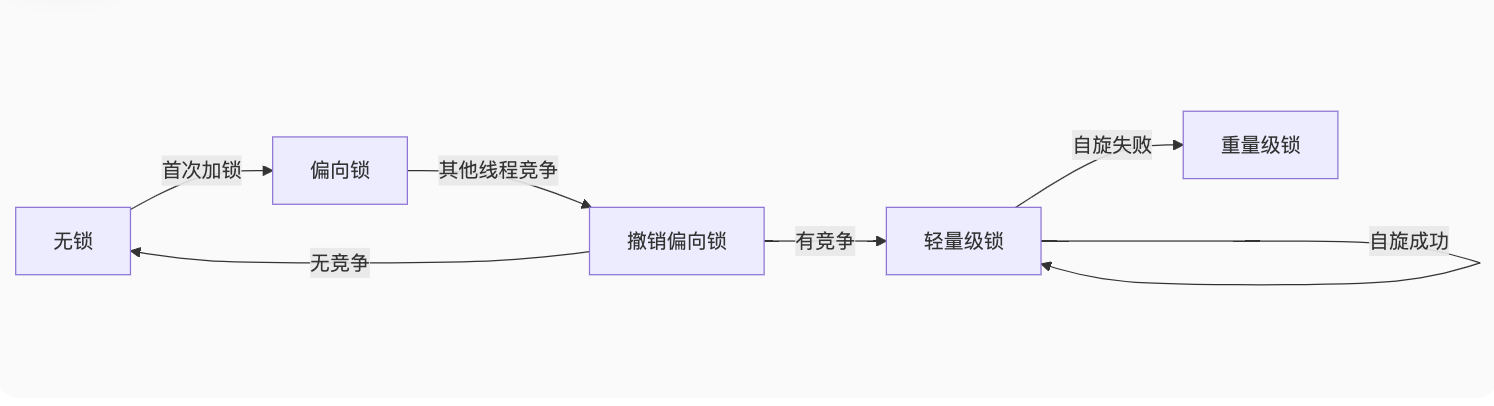 无锁
首次加锁
偏向锁
其他线程竞争
撤销偏向锁
无竞争
有竞争
轻量级锁
自旋失败
重量级锁
自旋成功